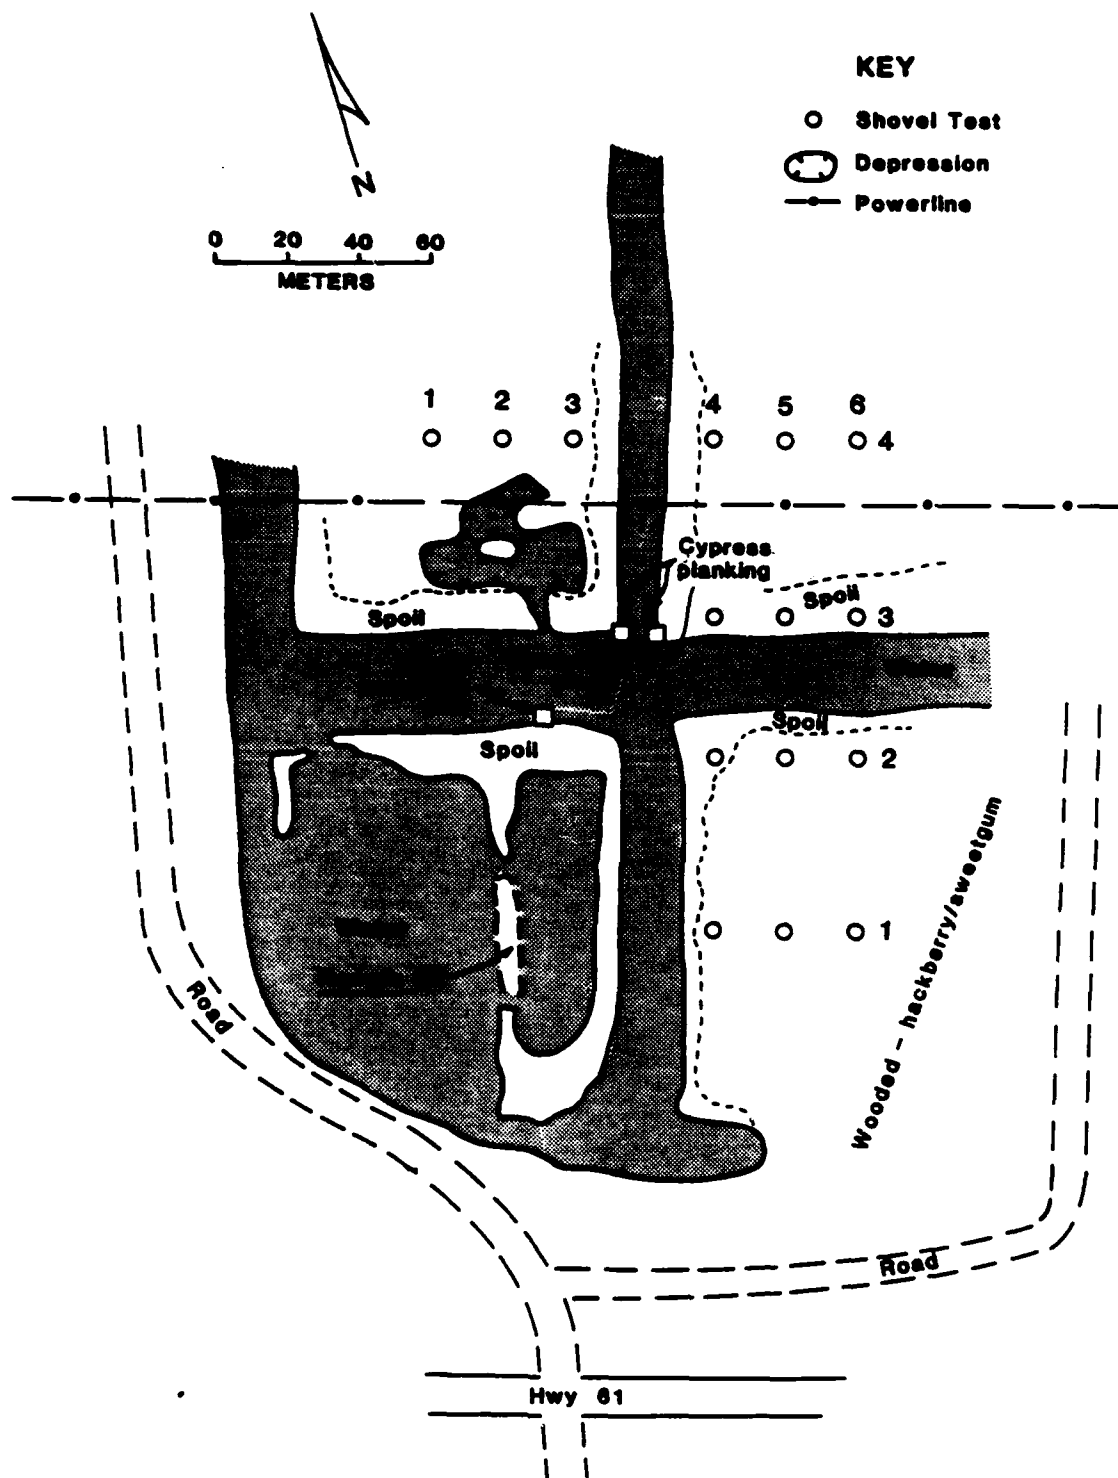 KEY
Shovel Test
Depression
Powerline
N
0 20 40 60
METERS
1 2 3 4 5 6
4
Cypress
planking
Spoil
Spoil
3
Spoil
Spoil
2
1
Wooded - hackberry/sweetgum
Road
Road
Hwy 61